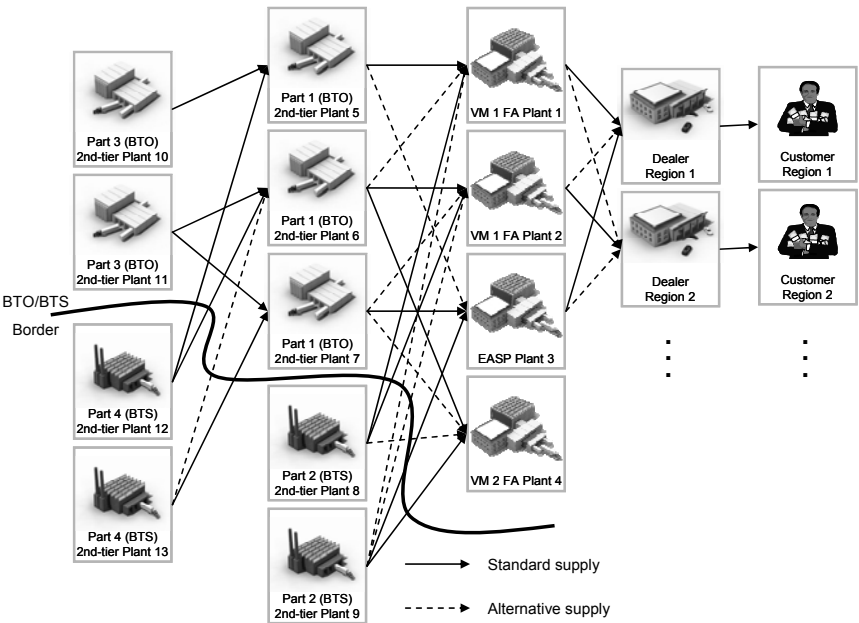 Part 3 (BTO)
2nd-tier Plant 10
Part 3 (BTO)
2nd-tier Plant 11
BTO/BTS
Border
Part 4 (BTS)
2nd-tier Plant 12
Part 4 (BTS)
2nd-tier Plant 13
Part 1 (BTO)
2nd-tier Plant 5
Part 1 (BTO)
2nd-tier Plant 6
Part 1 (BTO)
2nd-tier Plant 7
Part 2 (BTS)
2nd-tier Plant 8
Part 2 (BTS)
2nd-tier Plant 9
VM 1 FA Plant 1
VM 1 FA Plant 2
EASP Plant 3
VM 2 FA Plant 4
Dealer
Region 1
Dealer
Region 2
Customer
Region 1
Customer
Region 2
Standard supply
Alternative supply